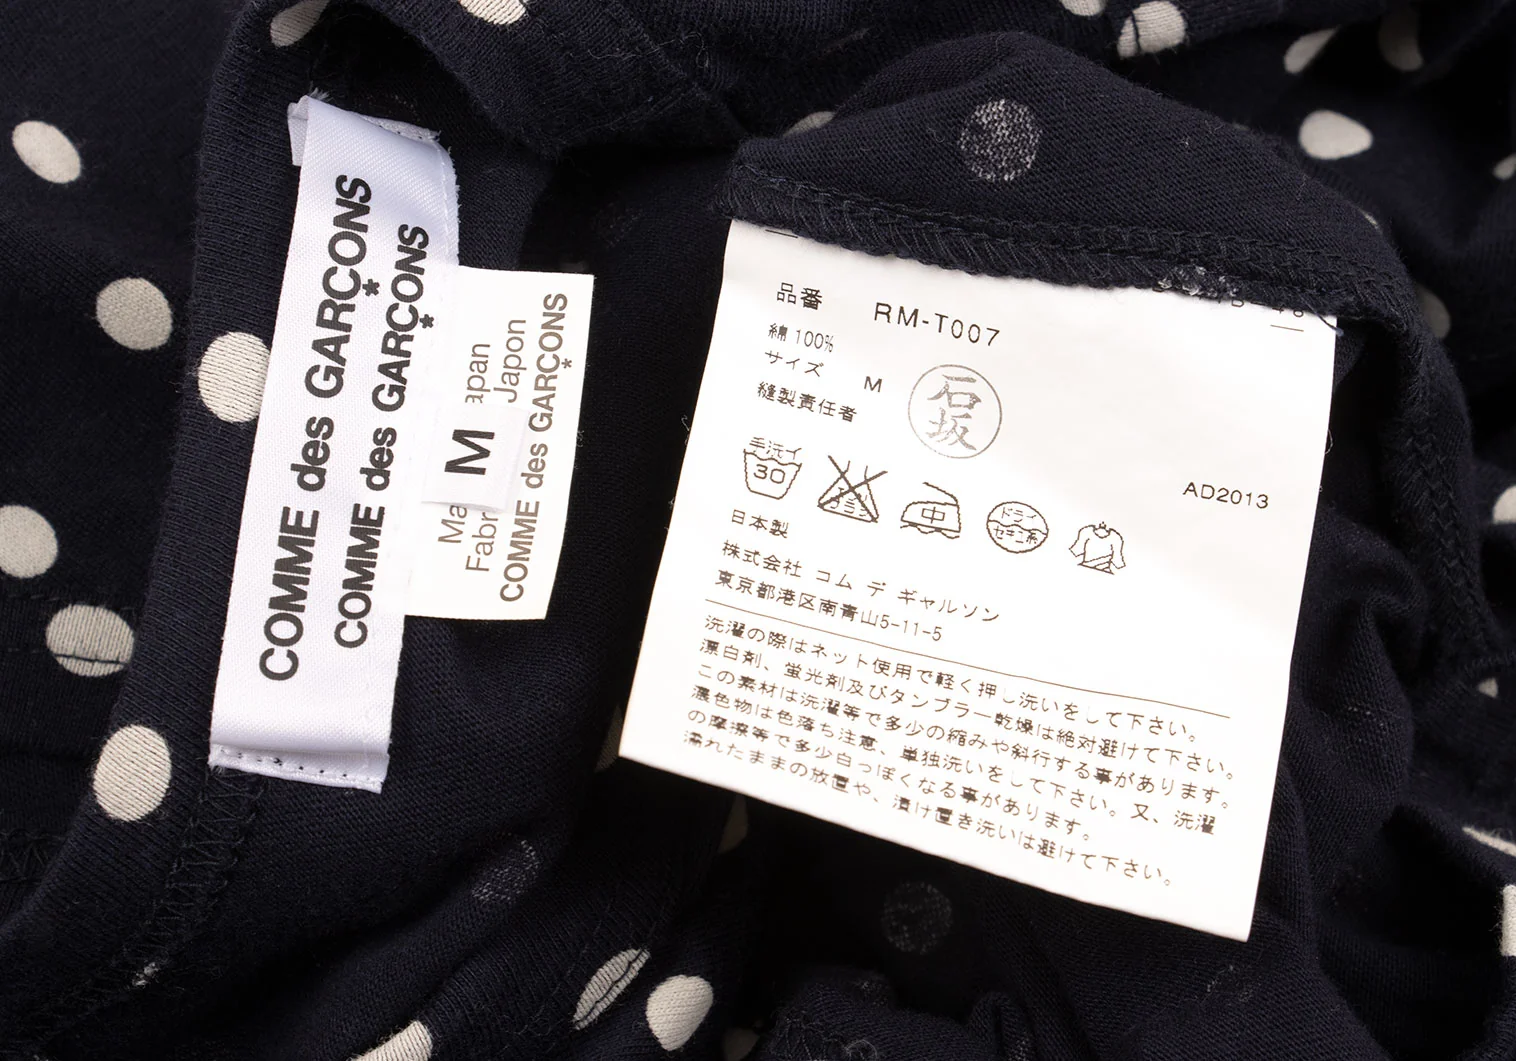 COMME des GARÇONS
COMME des GARÇONS
M
Japon
COMME des GARÇONS
品番 RM-T007
綿 100%
サイズ M
縫製責任者 石坂
手洗イ
30
中
ドライ
セキユ系
AD2013
日本製
株式会社 コム デ ギャルソン
東京都港区南青山5-11-5
洗濯の際はネット使用で軽く押し洗いをして下さい。
漂白剤、蛍光剤及びタンブラー乾燥は絶対避けて下さい。
この素材は洗濯等で多少の縮みや斜行する事があります。
濃色物は色落ち注意、単独洗いをして下さい。又、洗濯
の摩擦等で多少白っぽくなる事があります。
濡れたままの放置や、漬け置き洗いは避けて下さい。